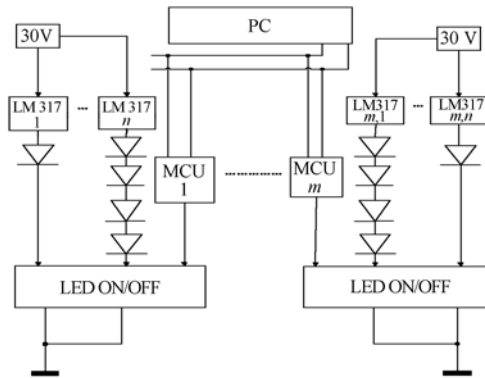 PC
30V
30 V
LM 317
1
...
LM 317
n
LM317
m,1
...
LM317
m,n
MCU
1
..............
MCU
m
LED ON/OFF
LED ON/OFF